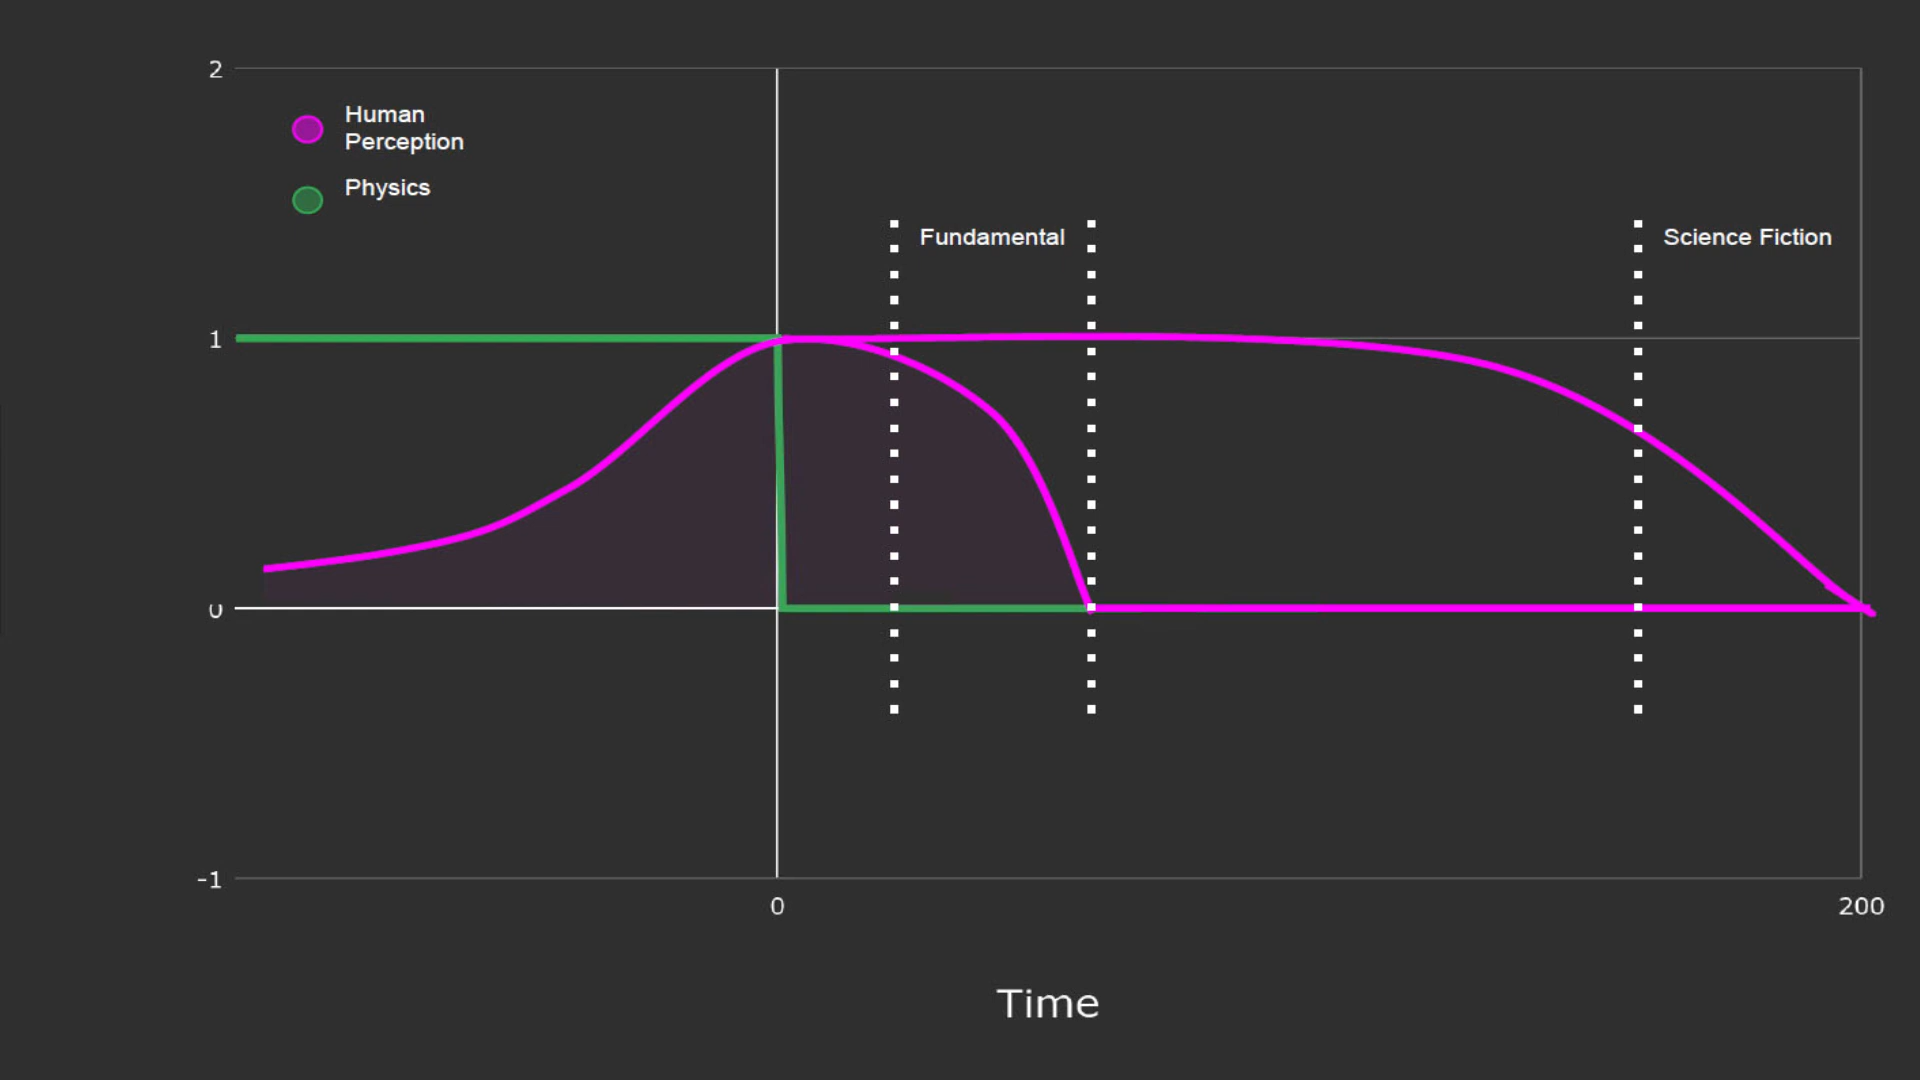 2
Human
Perception
Physics
Fundamental
Science Fiction
1
0
-1
0
200
Time